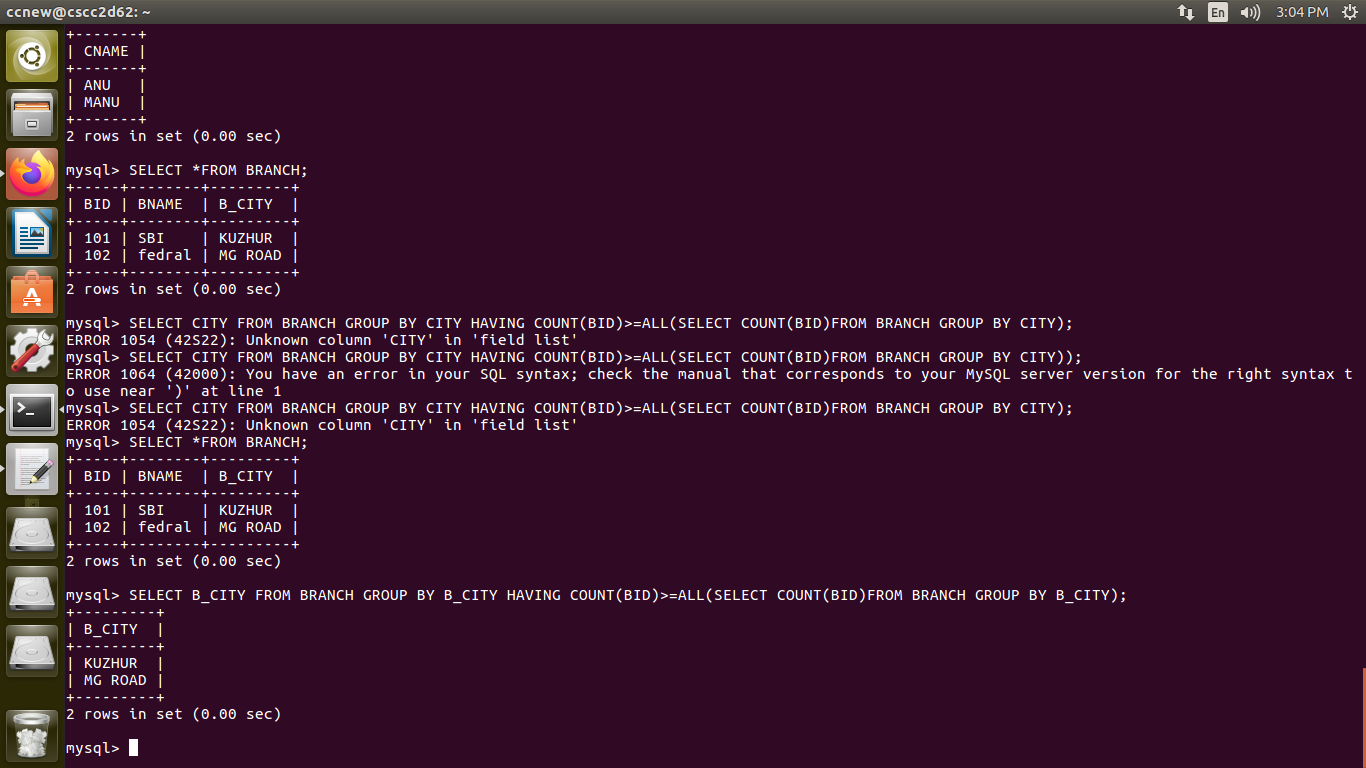 ccnew@cscc2d62: ~
En
3:04 PM
+-------+
| CNAME |
+-------+
| ANU   |
| MANU  |
+-------+
2 rows in set (0.00 sec)

mysql> SELECT *FROM BRANCH;
+-----+--------+---------+
| BID | BNAME  | B_CITY  |
+-----+--------+---------+
| 101 | SBI    | KUZHUR  |
| 102 | fedral | MG ROAD |
+-----+--------+---------+
2 rows in set (0.00 sec)

mysql> SELECT CITY FROM BRANCH GROUP BY CITY HAVING COUNT(BID)>=ALL(SELECT COUNT(BID)FROM BRANCH GROUP BY CITY);
ERROR 1054 (42S22): Unknown column 'CITY' in 'field list'
mysql> SELECT CITY FROM BRANCH GROUP BY CITY HAVING COUNT(BID)>=ALL(SELECT COUNT(BID)FROM BRANCH GROUP BY CITY));
ERROR 1064 (42000): You have an error in your SQL syntax; check the manual that corresponds to your MySQL server version for the right syntax t
o use near ')' at line 1
mysql> SELECT CITY FROM BRANCH GROUP BY CITY HAVING COUNT(BID)>=ALL(SELECT COUNT(BID)FROM BRANCH GROUP BY CITY);
ERROR 1054 (42S22): Unknown column 'CITY' in 'field list'
mysql> SELECT *FROM BRANCH;
+-----+--------+---------+
| BID | BNAME  | B_CITY  |
+-----+--------+---------+
| 101 | SBI    | KUZHUR  |
| 102 | fedral | MG ROAD |
+-----+--------+---------+
2 rows in set (0.00 sec)

mysql> SELECT B_CITY FROM BRANCH GROUP BY B_CITY HAVING COUNT(BID)>=ALL(SELECT COUNT(BID)FROM BRANCH GROUP BY B_CITY);
+---------+
| B_CITY  |
+---------+
| KUZHUR  |
| MG ROAD |
+---------+
2 rows in set (0.00 sec)

mysql>